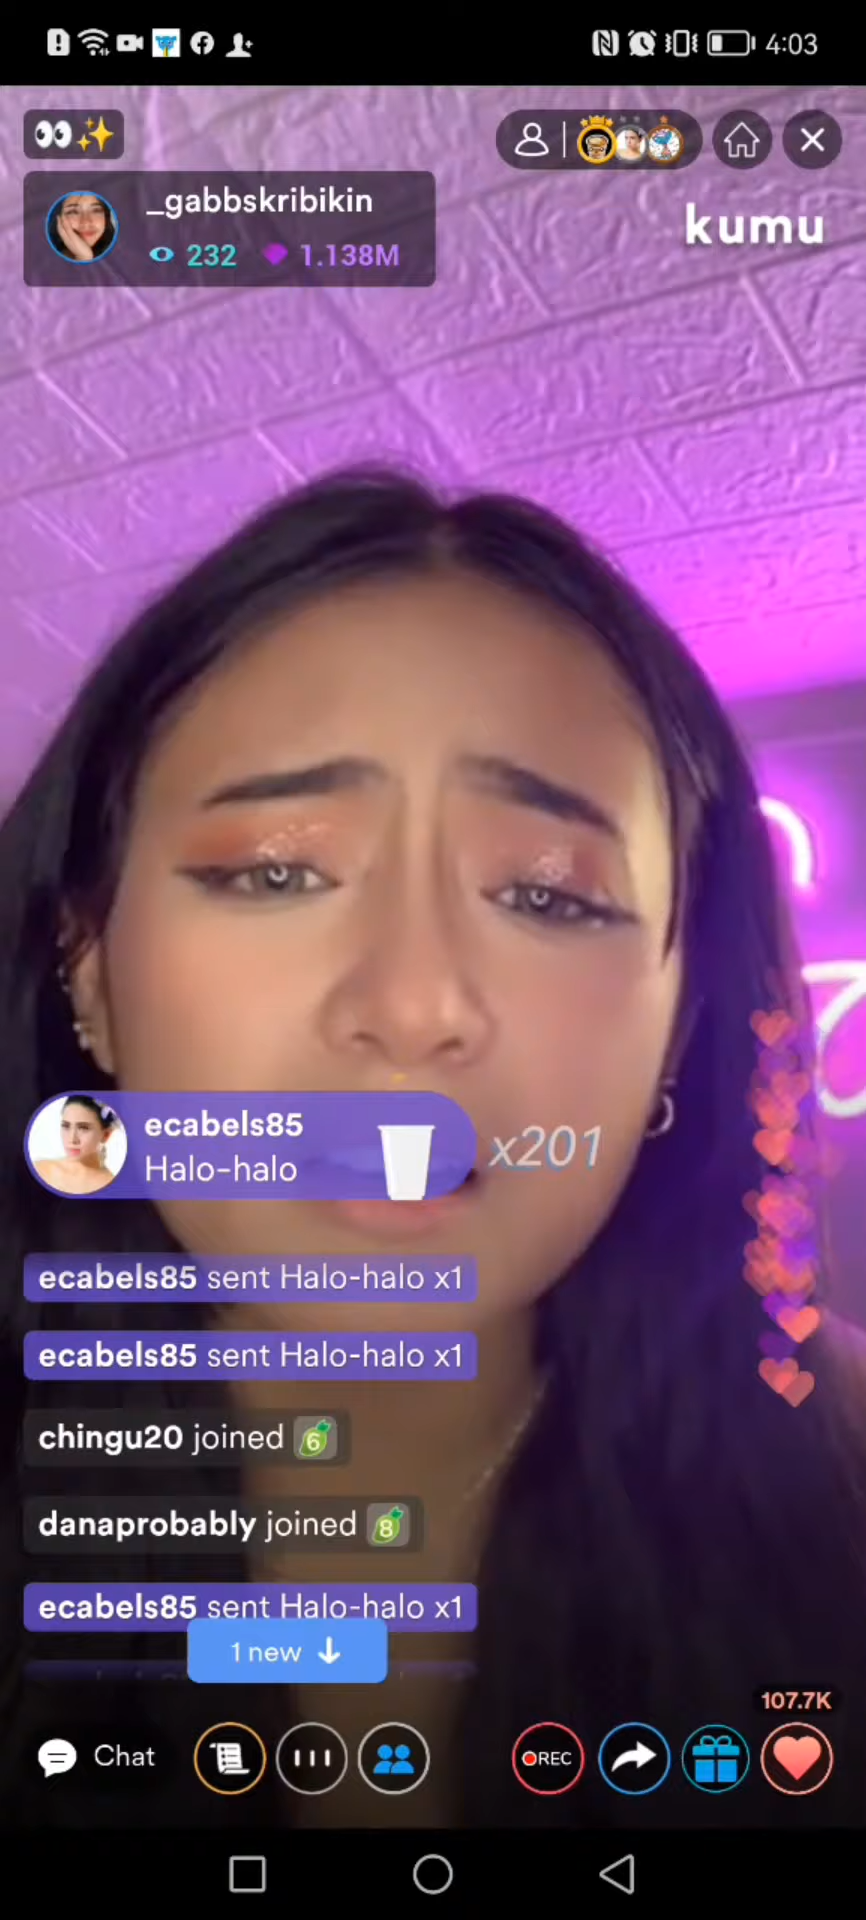 4:03
👀✨
_gabbskribikin
232 1.138M
kumu
ecabels85
Halo-halo
x201
ecabels85 sent Halo-halo x1
ecabels85 sent Halo-halo x1
chingu20 joined 6
danaprobably joined 8
ecabels85 sent Halo-halo x1
1 new ↓
107.7K
Chat
REC